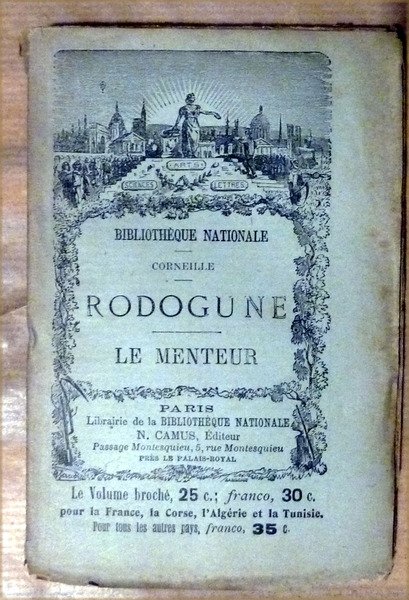 ARTS
SCIENCES
LETTRES
BIBLIOTHÈQUE NATIONALE
CORNEILLE
RODOGUNE
LE MENTEUR
PARIS
Librairie de la BIBLIOTHÈQUE NATIONALE
N. CAMUS, Éditeur
Passage Montesquieu, 5, rue Montesquieu
PRÈS LE PALAIS-ROYAL
Le Volume broché, 25 c.; franco, 30 c.
pour la France, la Corse, l'Algérie et la Tunisie.
Pour tous les autres pays, franco, 35 c.